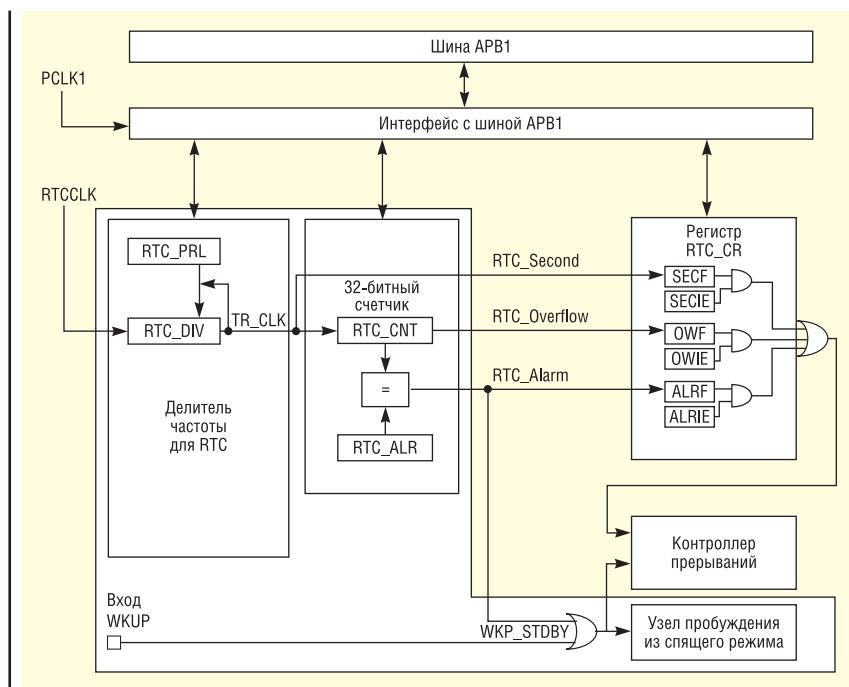 Шина APB1
PCLK1
Интерфейс с шиной APB1
RTCCLK
RTC_PRL
RTC_DIV
TR_CLK
Делитель
частоты
для RTC
32-битный
счетчик
RTC_CNT
=
RTC_ALR
RTC_Second
RTC_Overflow
RTC_Alarm
Регистр
RTC_CR
SECF
SECIE
OWF
OWIE
ALRF
ALRIE
Контроллер
прерываний
Вход
WKUP
WKP_STDBY
Узел пробуждения
из спящего режима